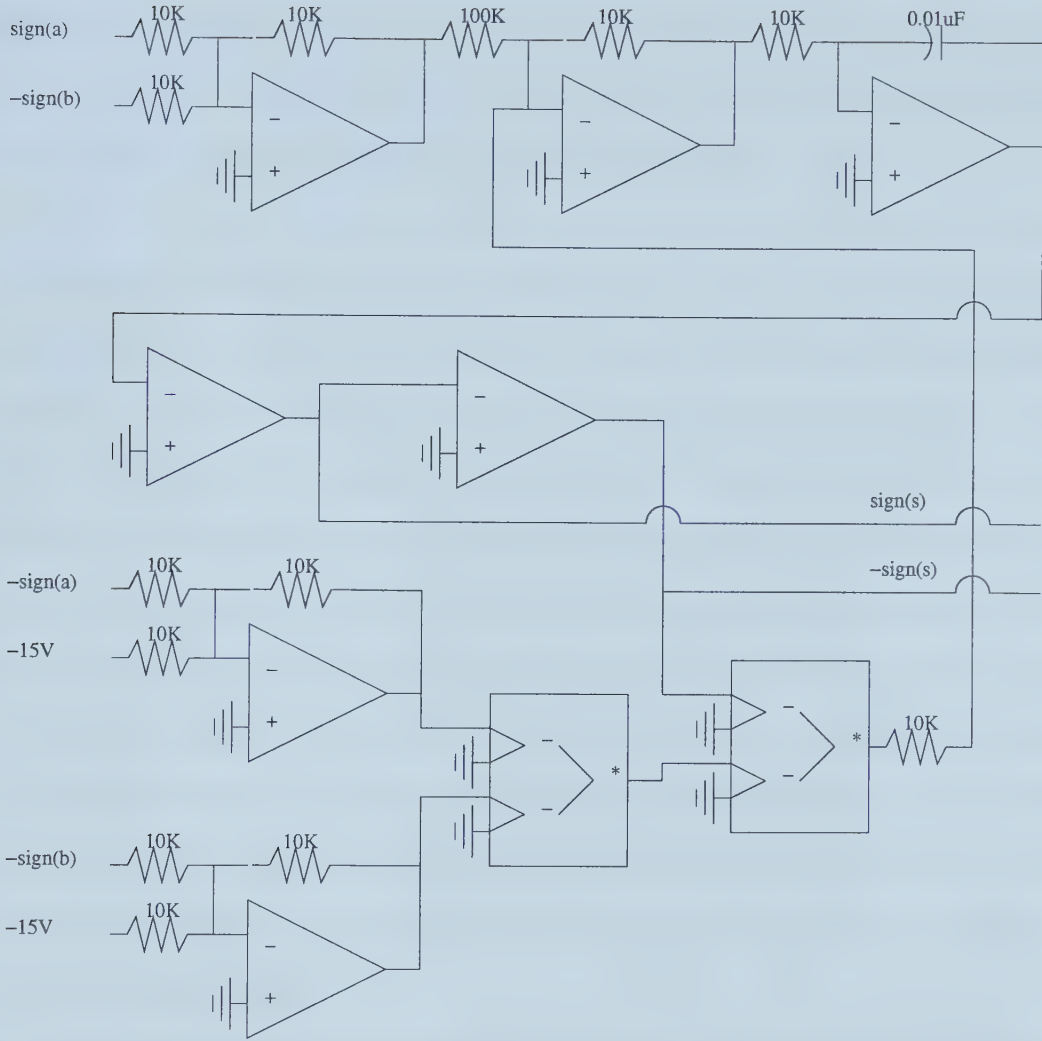 10K 10K 100K 10K 10K 0.01uF
sign(a)
10K
−sign(b)
− − −
+ + +
− −
+ +
sign(s)
10K 10K
−sign(a) −sign(s)
10K
−15V
−
+
− −
10K
− * − *
−
10K 10K
−sign(b)
10K
−15V
−
+